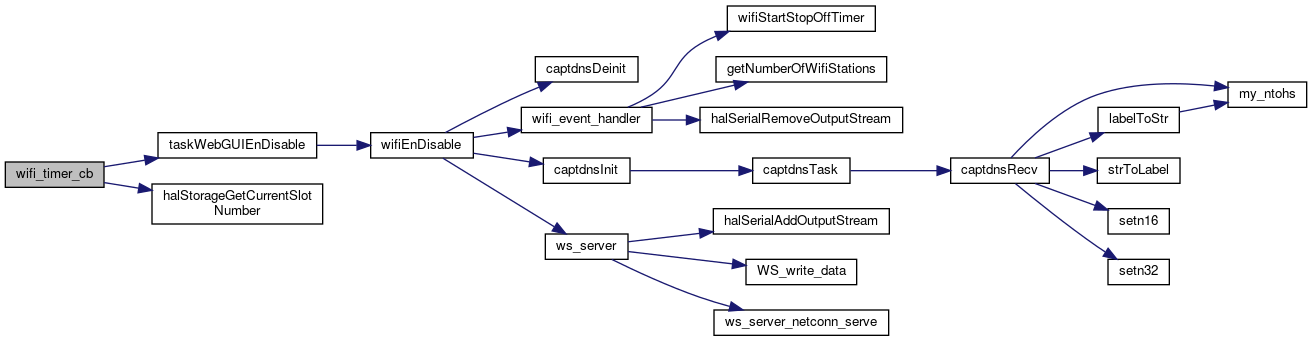 wifi_timer_cb
taskWebGUIEnDisable
halStorageGetCurrentSlot
Number
wifiEnDisable
captdnsDeinit
wifi_event_handler
captdnsInit
ws_server
wifiStartStopOffTimer
getNumberOfWifiStations
halSerialRemoveOutputStream
captdnsTask
halSerialAddOutputStream
WS_write_data
ws_server_netconn_serve
captdnsRecv
my_ntohs
labelToStr
strToLabel
setn16
setn32